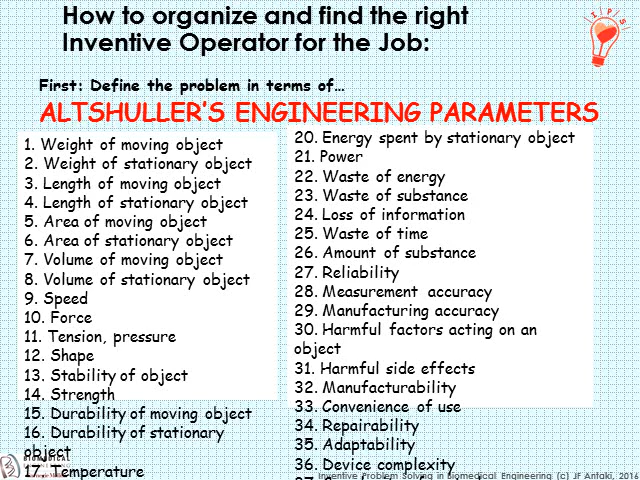 How to organize and find the right
Inventive Operator for the Job:
IPS
First: Define the problem in terms of…
ALTSHULLER'S ENGINEERING PARAMETERS
1. Weight of moving object
2. Weight of stationary object
3. Length of moving object
4. Length of stationary object
5. Area of moving object
6. Area of stationary object
7. Volume of moving object
8. Volume of stationary object
9. Speed
10. Force
11. Tension, pressure
12. Shape
13. Stability of object
14. Strength
15. Durability of moving object
16. Durability of stationary
object
17. Temperature
20. Energy spent by stationary object
21. Power
22. Waste of energy
23. Waste of substance
24. Loss of information
25. Waste of time
26. Amount of substance
27. Reliability
28. Measurement accuracy
29. Manufacturing accuracy
30. Harmful factors acting on an
object
31. Harmful side effects
32. Manufacturability
33. Convenience of use
34. Repairability
35. Adaptability
36. Device complexity
BIOMEDICAL
Inventive Problem Solving in Biomedical Engineering (c) JF Antaki, 2016